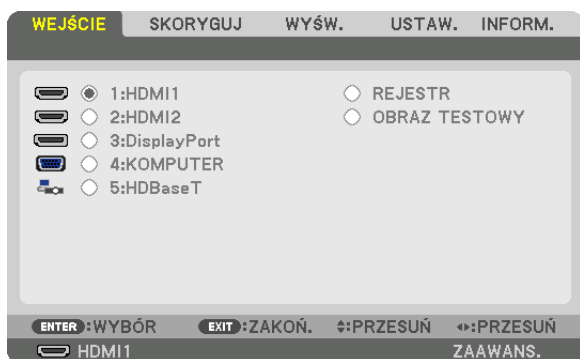 WEJŚCIE SKORYGUJ WYŚW. USTAW. INFORM.
1:HDMI1 REJESTR
2:HDMI2 OBRAZ TESTOWY
3:DisplayPort
4:KOMPUTER
5:HDBaseT
ENTER:WYBÓR EXIT:ZAKOŃ. :PRZESUŃ :PRZESUŃ
HDMI1 ZAAWANS.